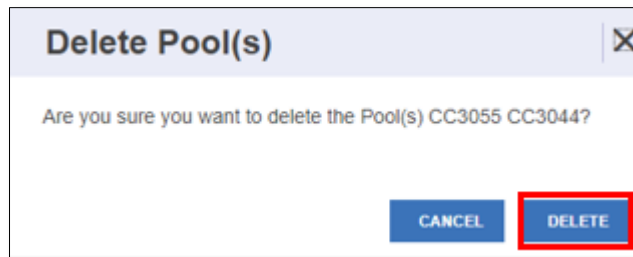 Delete Pool(s)
Are you sure you want to delete the Pool(s) CC3055 CC3044?
CANCEL DELETE